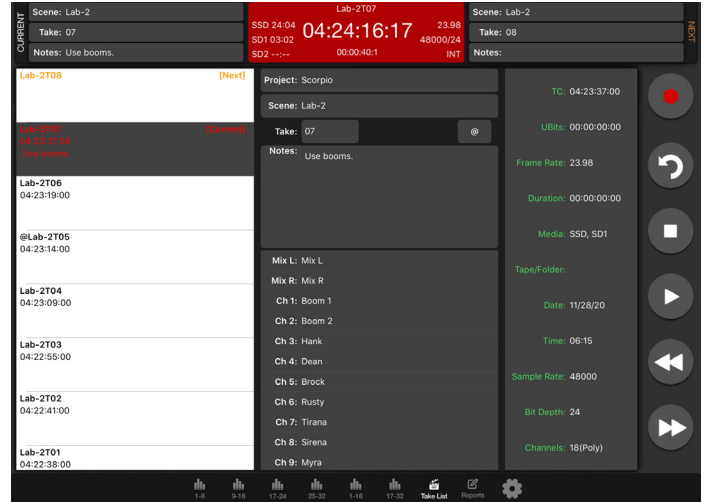 CURRENT
Scene: Lab-2
Take: 07
Notes: Use booms.
Lab-2T07
SSD 24:04
SD1 03:02
SD2 --:--
04:24:16:17
00:00:40:1
23.98
48000/24
INT
Scene: Lab-2
Take: 08
Notes:
NEXT
Lab-2T08 [Next]
Lab-2T07 [Current]
04:23:37:00
Use booms.
Lab-2T06
04:23:19:00
@Lab-2T05
04:23:14:00
Lab-2T04
04:23:09:00
Lab-2T03
04:22:55:00
Lab-2T02
04:22:41:00
Lab-2T01
04:22:38:00
Project: Scorpio
Scene: Lab-2
Take: 07 @
Notes: Use booms.
Mix L: Mix L
Mix R: Mix R
Ch 1: Boom 1
Ch 2: Boom 2
Ch 3: Hank
Ch 4: Dean
Ch 5: Brock
Ch 6: Rusty
Ch 7: Tirana
Ch 8: Sirena
Ch 9: Myra
TC: 04:23:37:00
UBits: 00:00:00:00
Frame Rate: 23.98
Duration: 00:00:00:00
Media: SSD, SD1
Tape/Folder:
Date: 11/28/20
Time: 06:15
Sample Rate: 48000
Bit Depth: 24
Channels: 18(Poly)
1-8
9-16
17-24
25-32
1-16
17-32
Take List
Reports